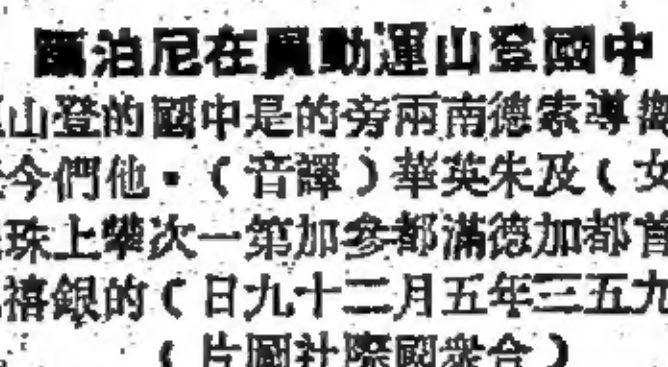 中國登山運動員在尼泊爾
嚮導索德南兩旁的是中國的登山
女）及朱英華（譯音）·他們今
首都加德滿都參加第一次攀上珠
九五三年五月二十九日）的銀禧
（合衆國際社圖片）